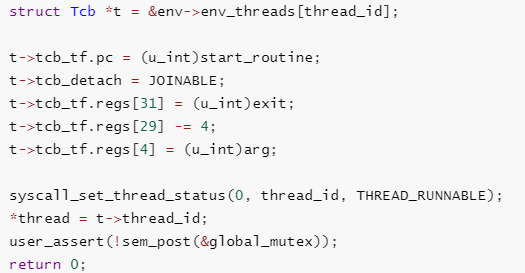 struct Tcb *t = &env->env_threads[thread_id];
t->tcb_tf.pc = (u_int)start_routine;
t->tcb_detach = JOINABLE;
t->tcb_tf.regs[31] = (u_int)exit;
t->tcb_tf.regs[29] -= 4;
t->tcb_tf.regs[4] = (u_int)arg;
syscall_set_thread_status(0, thread_id, THREAD_RUNNABLE);
*thread = t->thread_id;
user_assert(!sem_post(&global_mutex));
return 0;